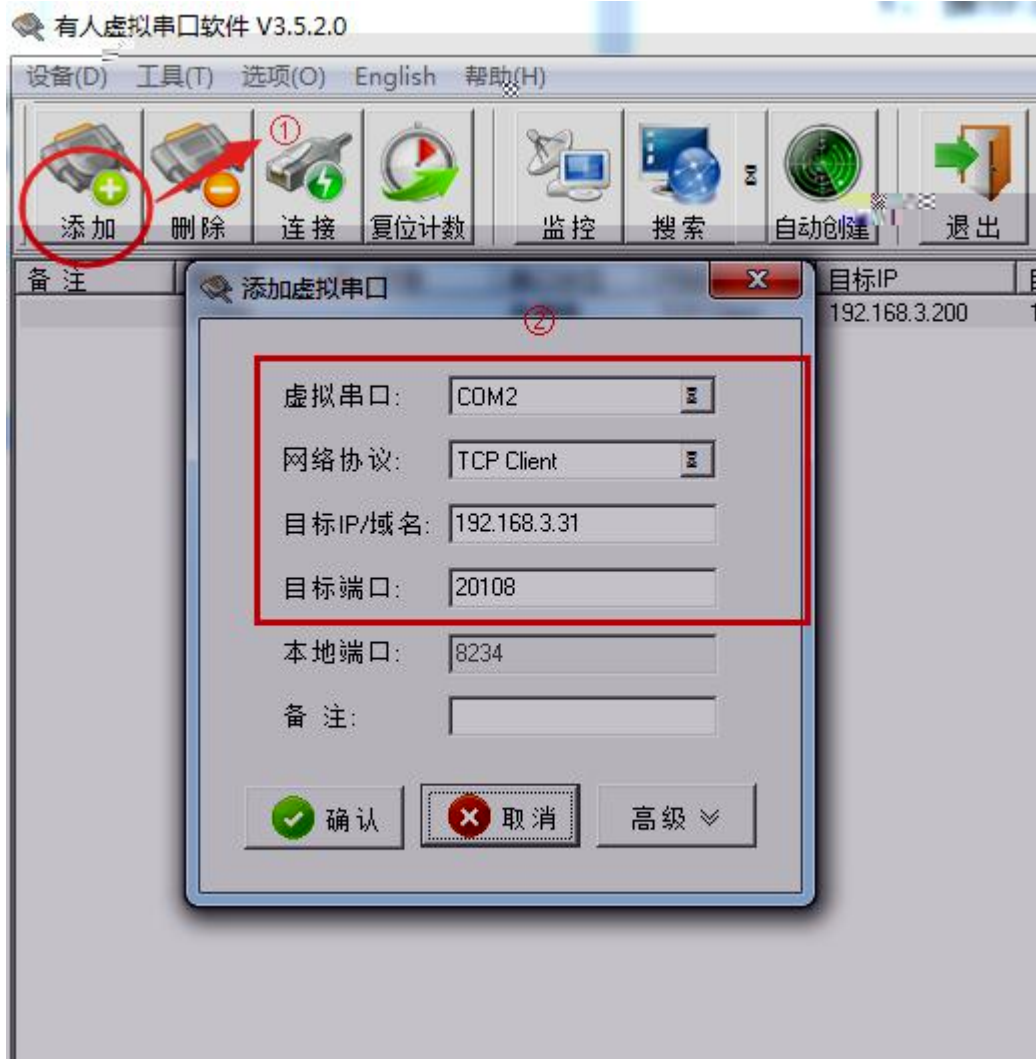 有人虚拟串口软件 V3.5.2.0
设备(D) 工具(T) 选项(O) English 帮助(H)
①
添加 删除 连接 复位计数 监控 搜索 自动创建 退出
备 注 目标IP
192.168.3.200
添加虚拟串口
②
虚拟串口: COM2
网络协议: TCP Client
目标IP/域名: 192.168.3.31
目标端口: 20108
本地端口: 8234
备 注:
确认 取消 高级